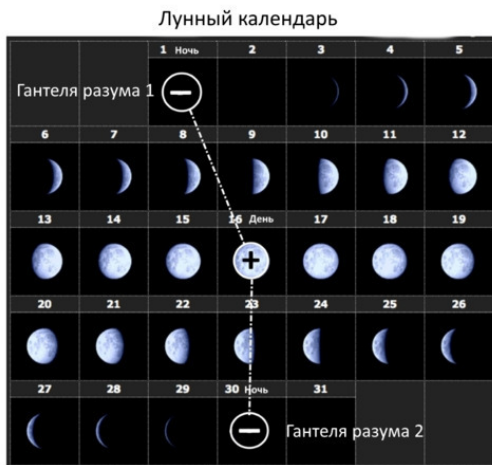 Лунный календарь
1 Ночь 2 3 4 5
Гантеля разума 1
6 7 8 9 10 11 12
13 14 15 16 День 17 18 19
20 21 22 23 24 25 26
27 28 29 30 Ночь 31
Гантеля разума 2